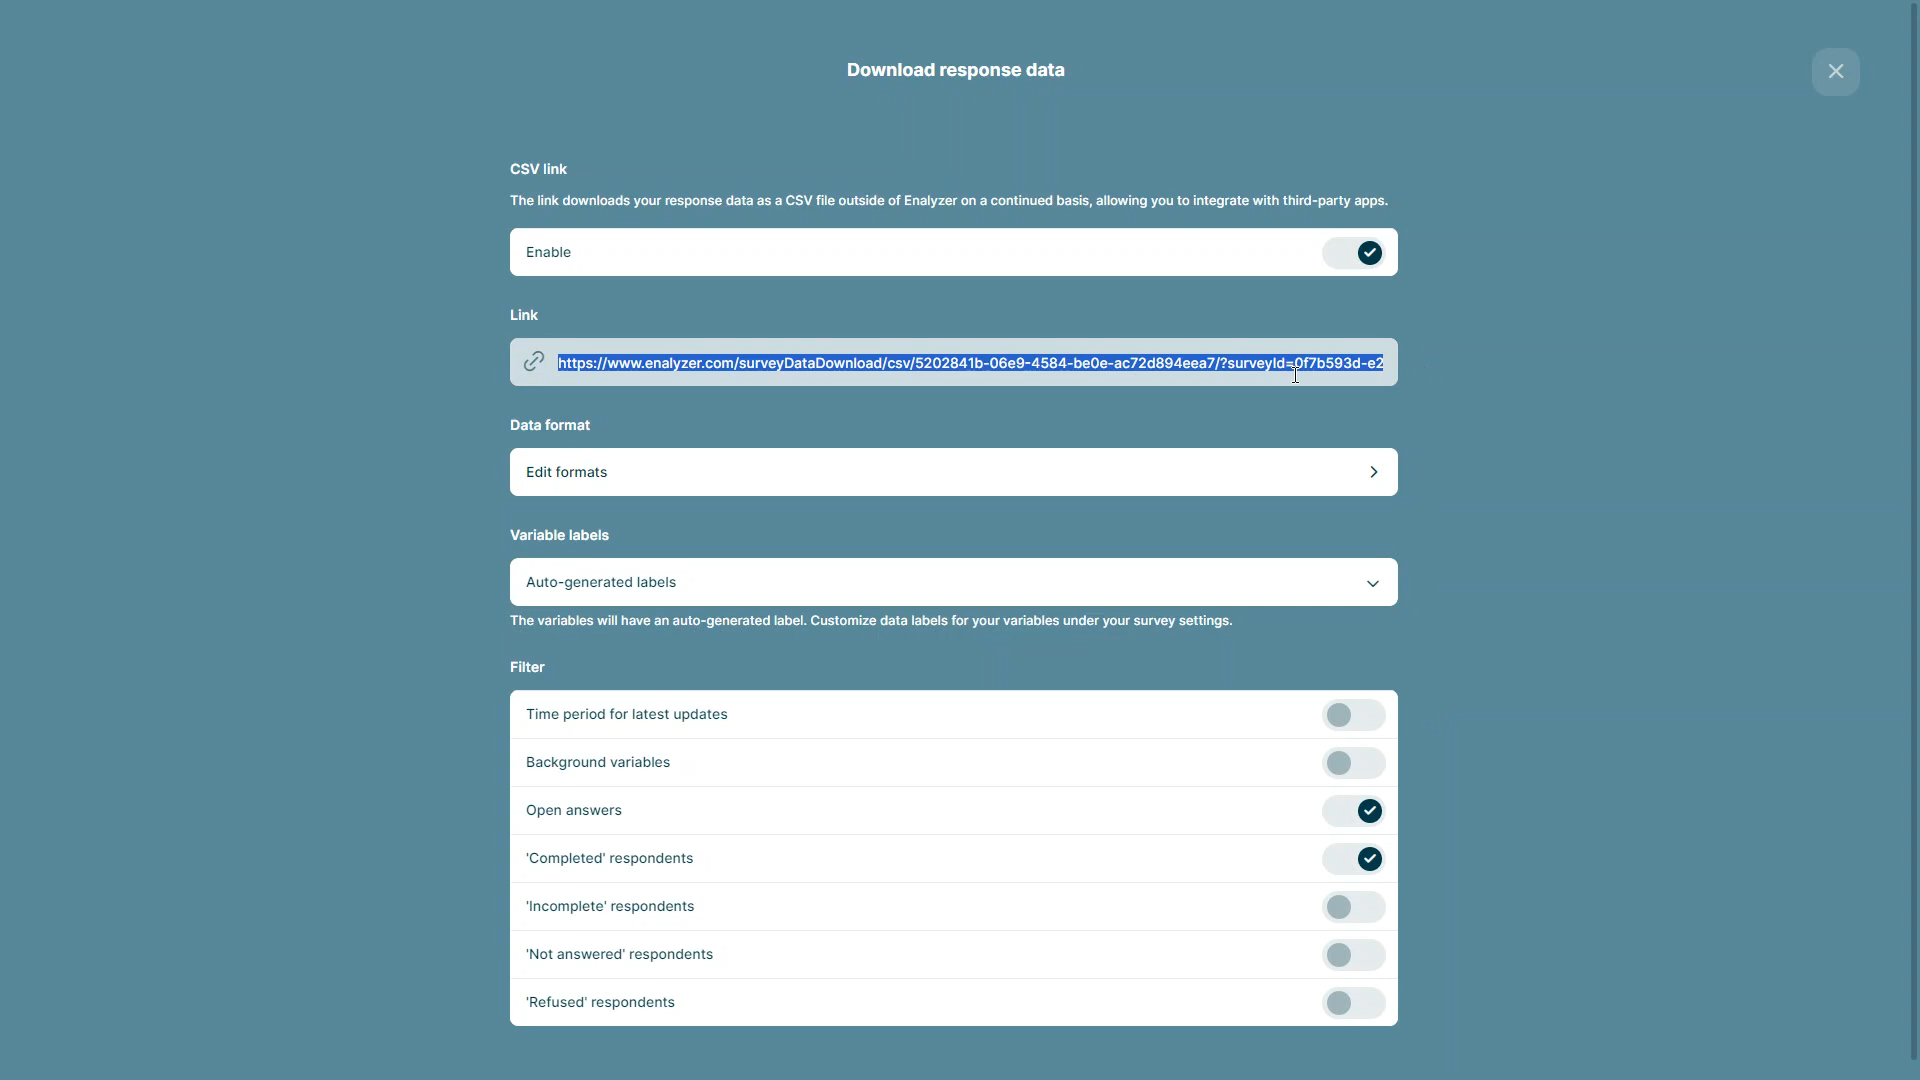 Download response data
CSV link
The link downloads your response data as a CSV file outside of Enalyzer on a continued basis, allowing you to integrate with third-party apps.
Enable
Link
https://www.enalyzer.com/surveyDataDownload/csv/5202841b-06e9-4584-be0e-ac72d894eea7/?surveyId=0f7b593d-e2
Data format
Edit formats
Variable labels
Auto-generated labels
The variables will have an auto-generated label. Customize data labels for your variables under your survey settings.
Filter
Time period for latest updates
Background variables
Open answers
'Completed' respondents
'Incomplete' respondents
'Not answered' respondents
'Refused' respondents